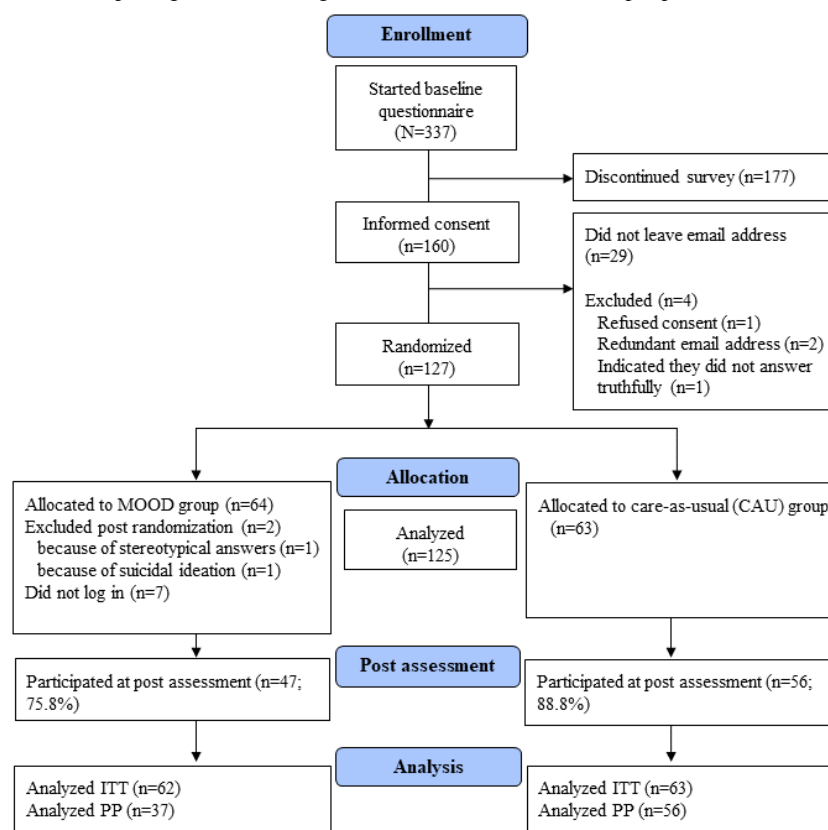 Enrollment
Started baseline
questionnaire
(N=337)
Discontinued survey (n=177)
Informed consent
(n=160)
Did not leave email address
(n=29)
Excluded (n=4)
Refused consent (n=1)
Redundant email address (n=2)
Indicated they did not answer
truthfully (n=1)
Randomized
(n=127)
Allocation
Allocated to MOOD group (n=64)
Excluded post randomization (n=2)
because of stereotypical answers (n=1)
because of suicidal ideation (n=1)
Did not log in (n=7)
Analyzed
(n=125)
Allocated to care-as-usual (CAU) group
(n=63)
Post assessment
Participated at post assessment (n=47;
75.8%)
Participated at post assessment (n=56;
88.8%)
Analysis
Analyzed ITT (n=62)
Analyzed PP (n=37)
Analyzed ITT (n=63)
Analyzed PP (n=56)